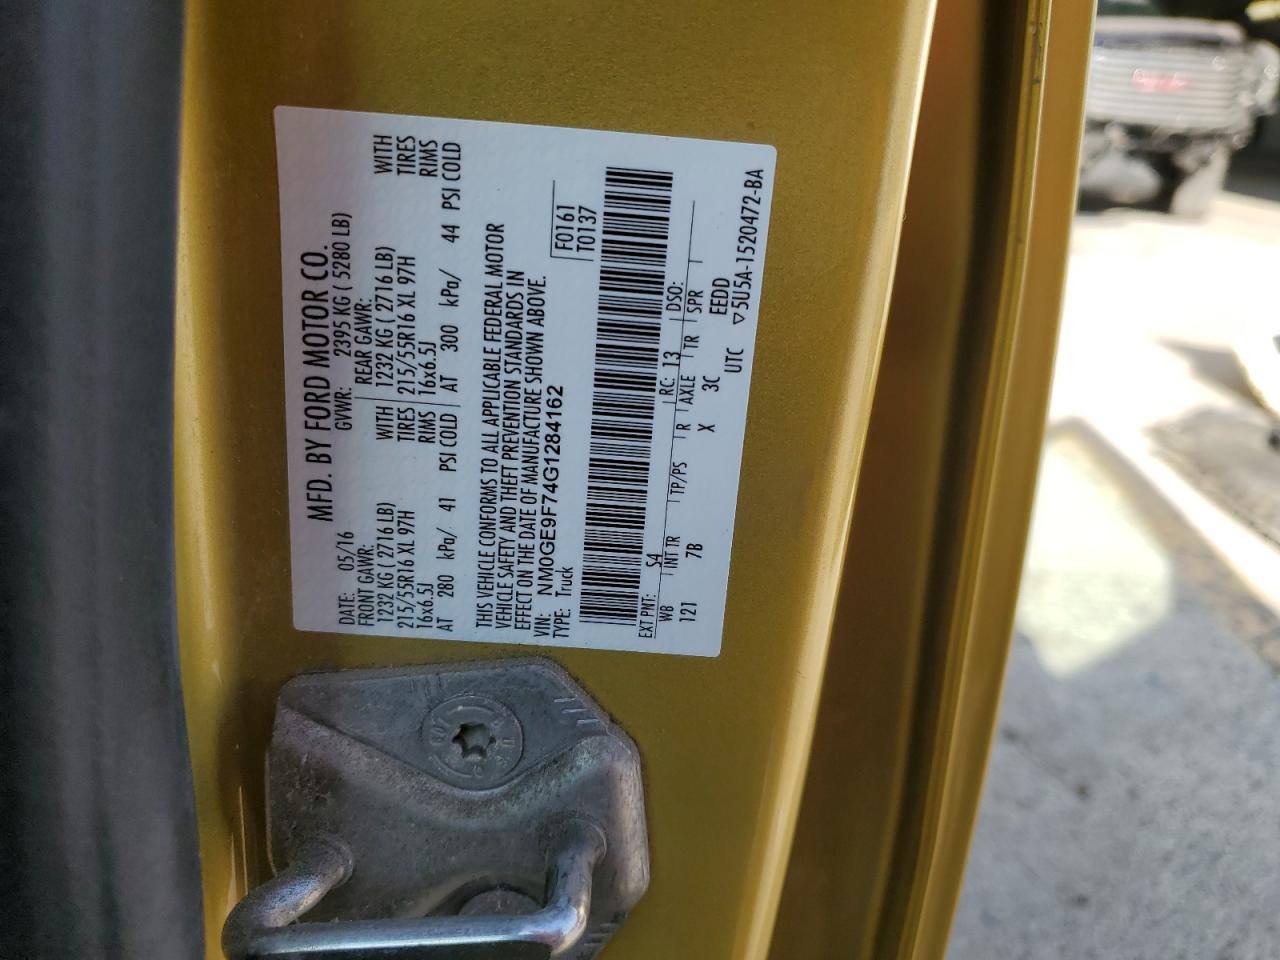 MFD. BY FORD MOTOR CO.
DATE: 05/16 GVWR: 2395 KG ( 5280 LB)
FRONT GAWR: REAR GAWR:
1232 KG ( 2716 LB) WITH 1232 KG ( 2716 LB) WITH
215/55R16 XL 97H TIRES 215/55R16 XL 97H TIRES
16x6.5J RIMS 16x6.5J RIMS
AT 280 kPa/ 41 PSI COLD AT 300 kPa/ 44 PSI COLD
THIS VEHICLE CONFORMS TO ALL APPLICABLE FEDERAL MOTOR
VEHICLE SAFETY AND THEFT PREVENTION STANDARDS IN
EFFECT ON THE DATE OF MANUFACTURE SHOWN ABOVE.
VIN: NM0GE9F74G1284162
TYPE: Truck
F0161
T0137
EXT PNT: S4 RC: 13 DSO:
WB INT TR TP/PS R AXLE TR SPR
121 7B X 3C EDD
UTC ▽5U5A-1520472-BA